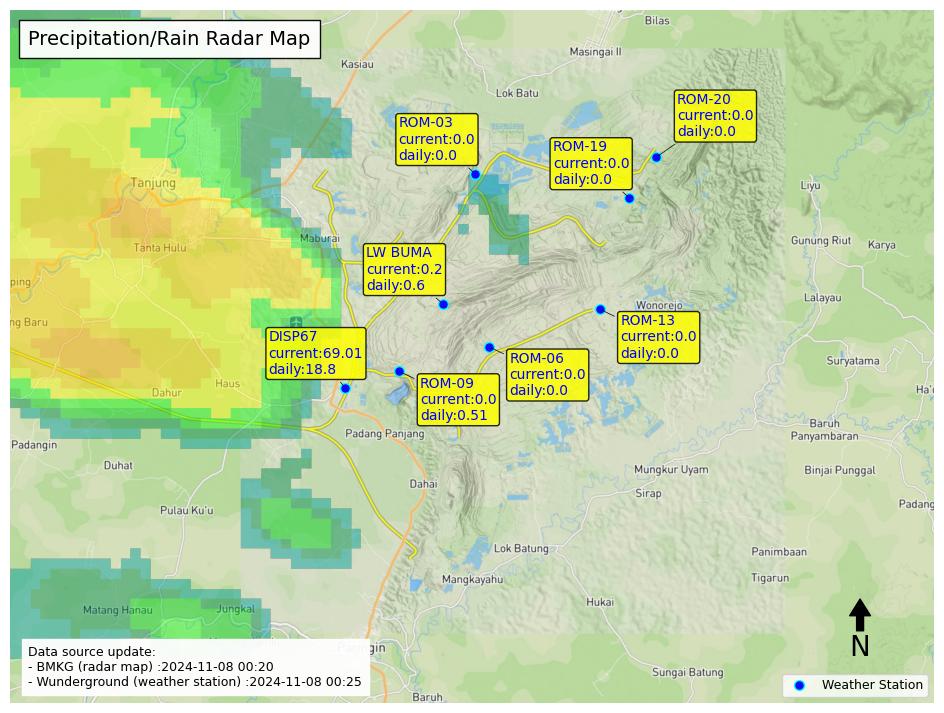 Precipitation/Rain Radar Map
Bilas
Masingai II
Kasiau
Lok Batu
ROM-20
current:0.0
daily:0.0
ROM-03
current:0.0
daily:0.0
ROM-19
current:0.0
daily:0.0
Tanjung
Liyu
Maburai
Tanta Hulu
Gunung Riut
Karya
LW BUMA
current:0.2
daily:0.6
ping
Lalayau
Wonorejo
ng Baru
ROM-13
current:0.0
daily:0.0
DISP67
current:69.01
daily:18.8
ROM-06
current:0.0
daily:0.0
Suryatama
Haus
Dahur
ROM-09
current:0.0
daily:0.51
Ha'o
Baruh
Panyambaran
Padang Panjang
Padangin
Duhat
Mungkur Uyam
Binjai Punggal
Dahai
Sirap
Padang
Pulau Ku'u
Lok Batung
Panimbaan
Mangkayahu
Tigarun
Hukai
Matang Hanau
Jungkal
N
Sungai Batung
Baruh
Data source update:
- BMKG (radar map) :2024-11-08 00:20
- Wunderground (weather station) :2024-11-08 00:25
Weather Station